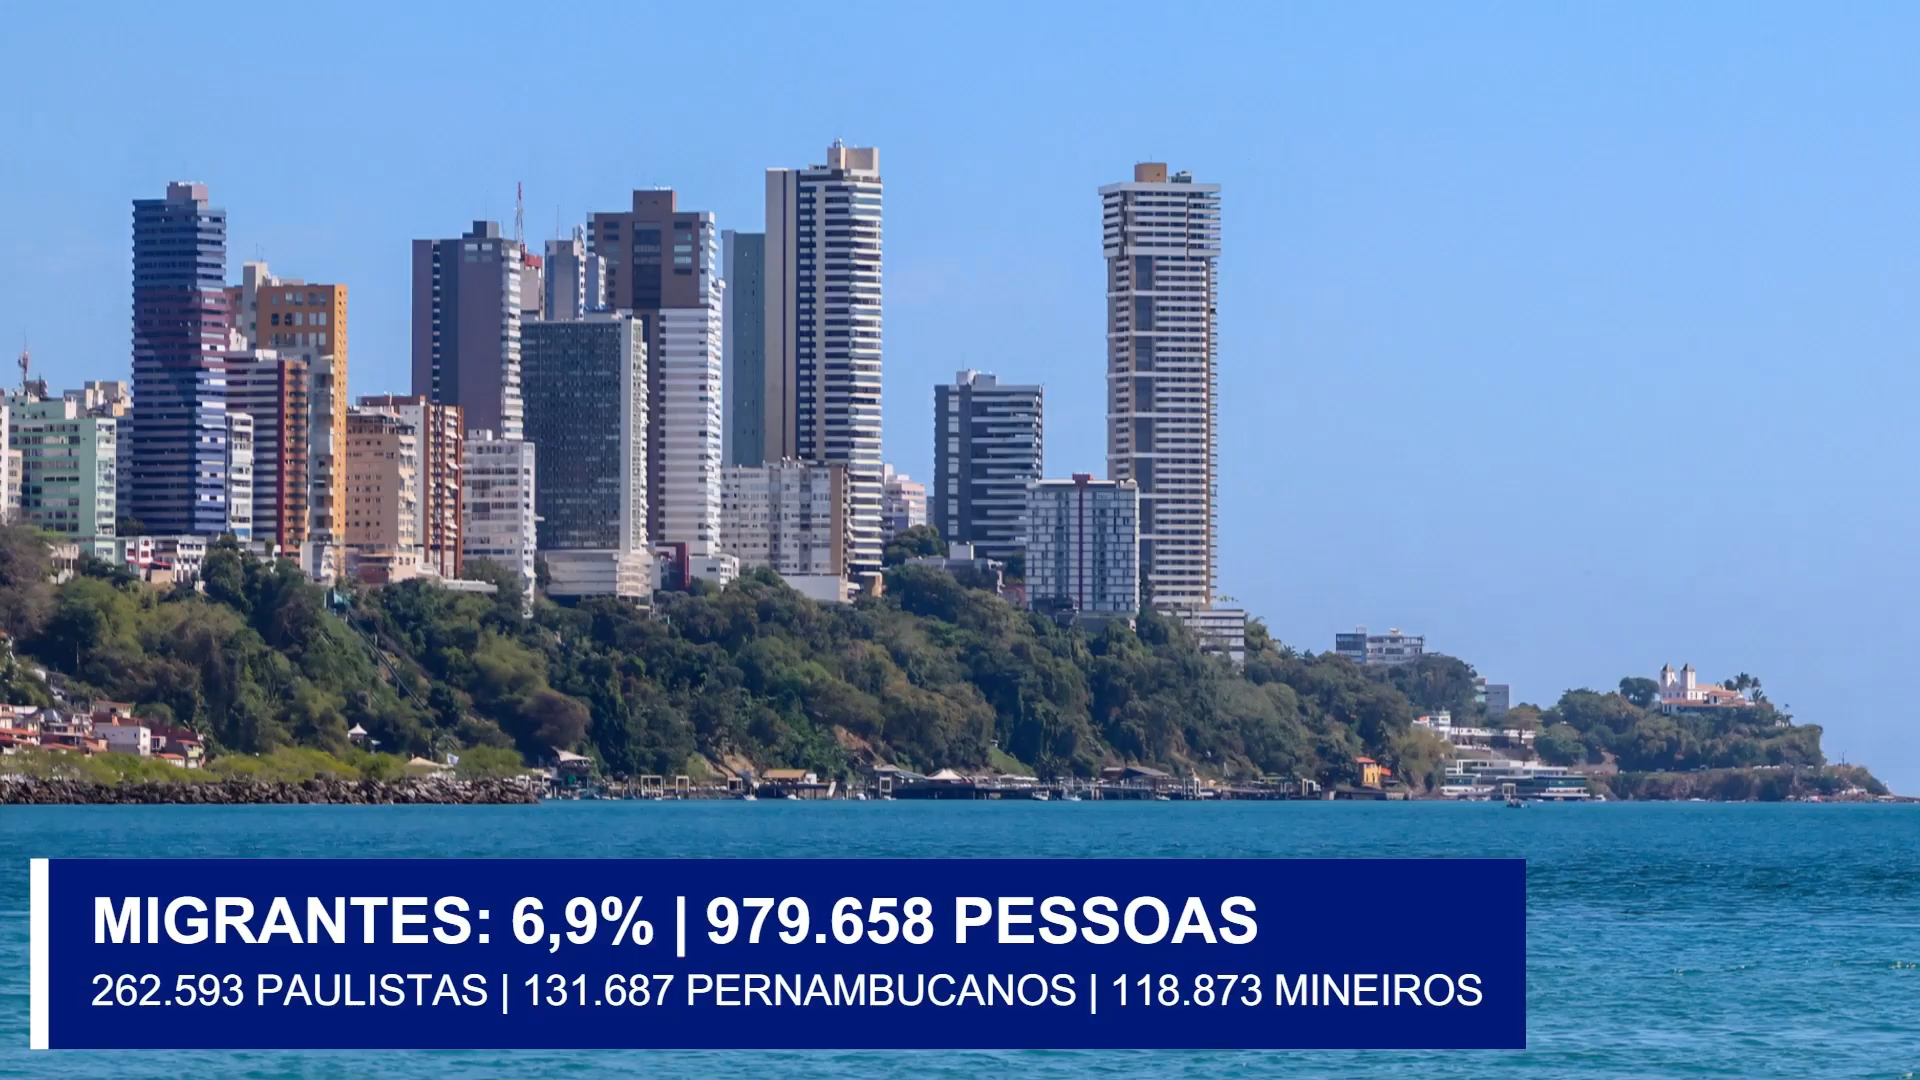 MIGRANTES: 6,9% | 979.658 PESSOAS
262.593 PAULISTAS | 131.687 PERNAMBUCANOS | 118.873 MINEIROS